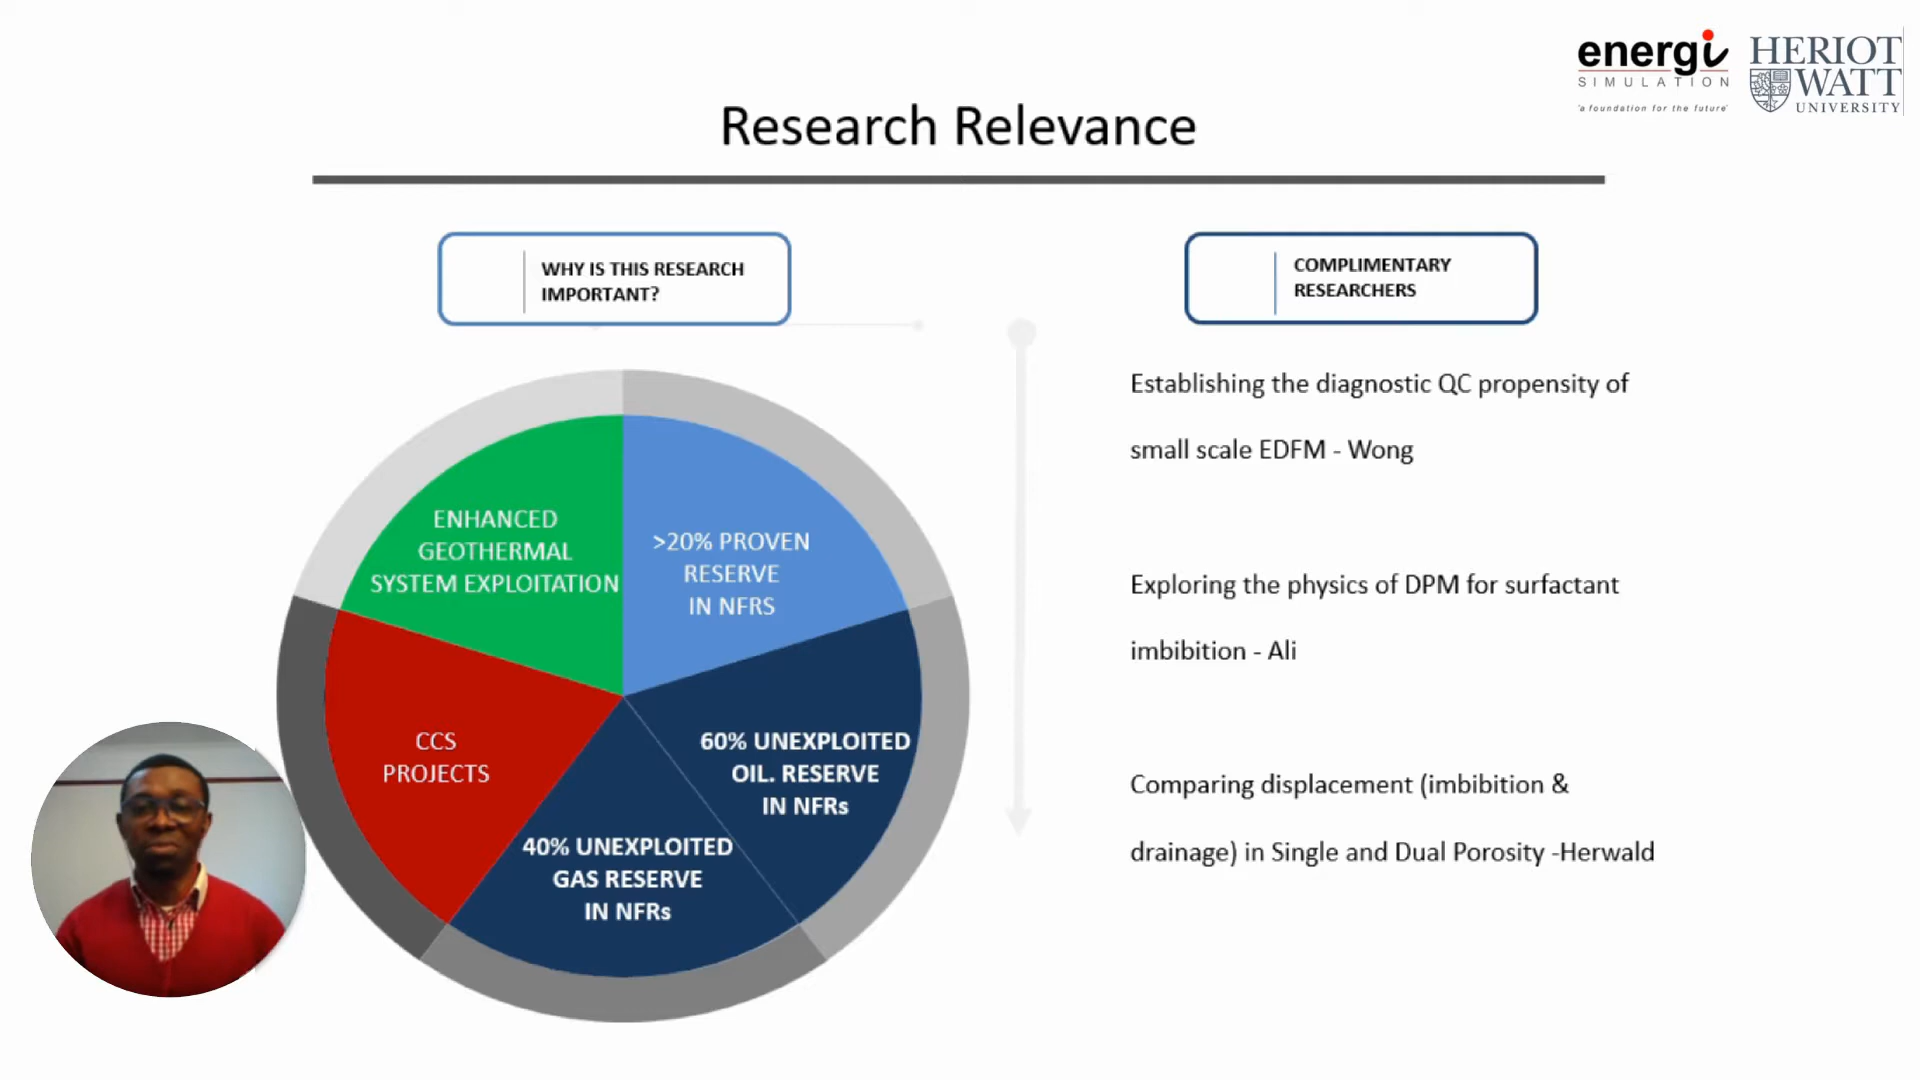 energi
SIMULATION
'a foundation for the future'
HERIOT
WATT
UNIVERSITY
Research Relevance
WHY IS THIS RESEARCH
IMPORTANT?
ENHANCED
GEOTHERMAL
SYSTEM EXPLOITATION
>20% PROVEN
RESERVE
IN NFRS
CCS
PROJECTS
60% UNEXPLOITED
OIL. RESERVE
IN NFRs
40% UNEXPLOITED
GAS RESERVE
IN NFRs
COMPLIMENTARY
RESEARCHERS
Establishing the diagnostic QC propensity of
small scale EDFM - Wong
Exploring the physics of DPM for surfactant
imbibition - Ali
Comparing displacement (imbibition &
drainage) in Single and Dual Porosity -Herwald